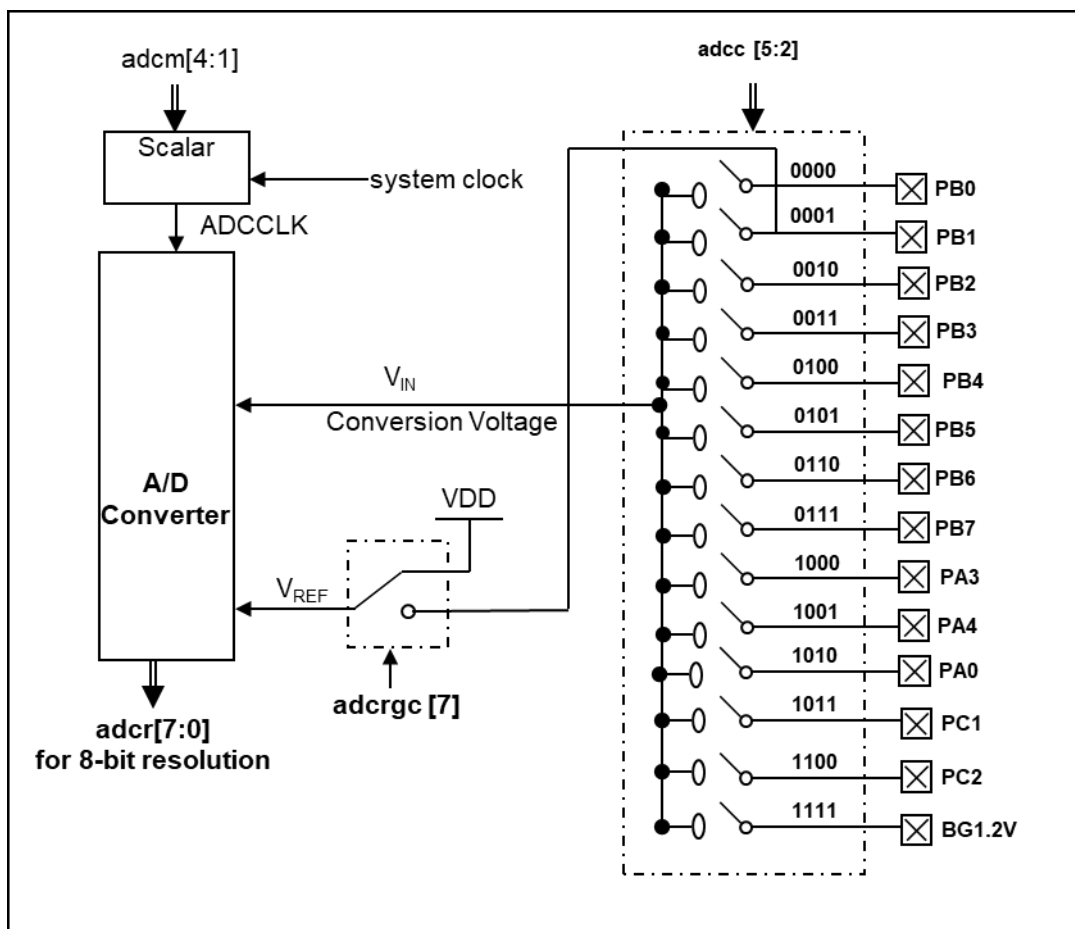 adcm[4:1]
Scalar
system clock
ADCCLK
A/D
Converter
VIN
Conversion Voltage
VDD
VREF
adcrgc [7]
adcr[7:0]
for 8-bit resolution
adcc [5:2]
0000 PB0
0001 PB1
0010 PB2
0011 PB3
0100 PB4
0101 PB5
0110 PB6
0111 PB7
1000 PA3
1001 PA4
1010 PA0
1011 PC1
1100 PC2
1111 BG1.2V